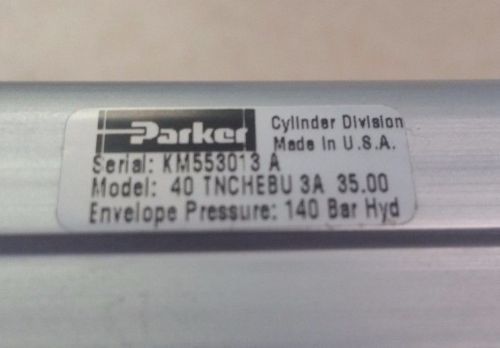 Parker Cylinder Division
Made In U.S.A.
Serial: KM553013 A
Model: 40 TNCHEBU 3A 35.00
Envelope Pressure: 140 Bar Hyd